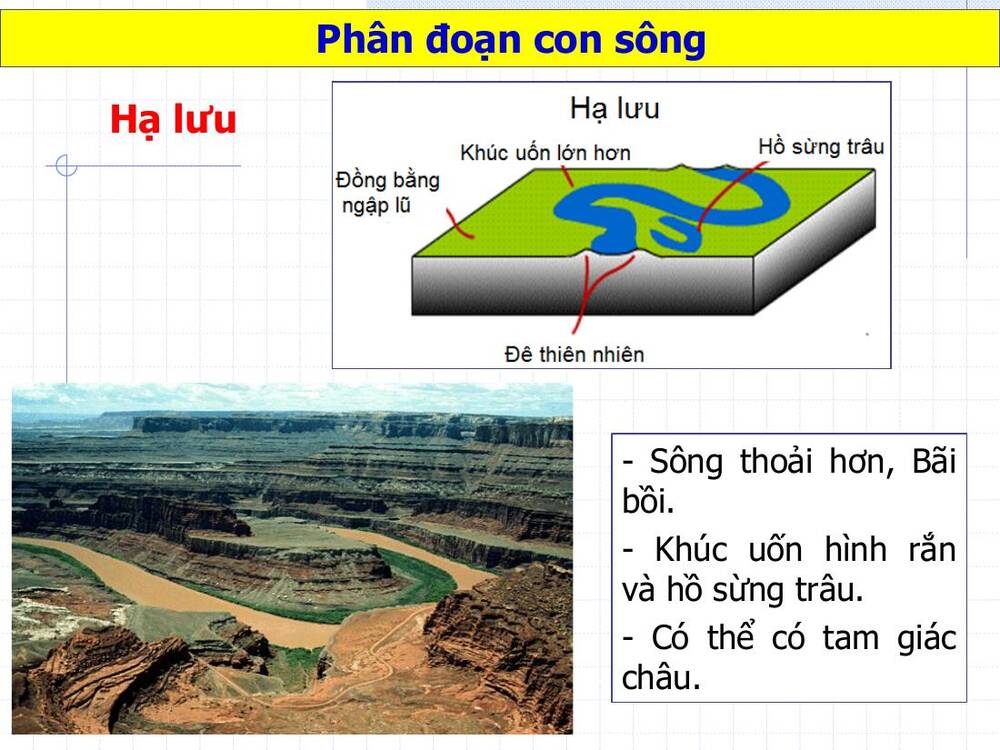 Phân đoạn con sông
Hạ lưu
Hạ lưu
Khúc uốn lớn hơn
Hồ sừng trâu
Đồng bằng
ngập lũ
Đê thiên nhiên
- Sông thoải hơn, Bãi
bồi.
- Khúc uốn hình rắn
và hồ sừng trâu.
- Có thể có tam giác
châu.